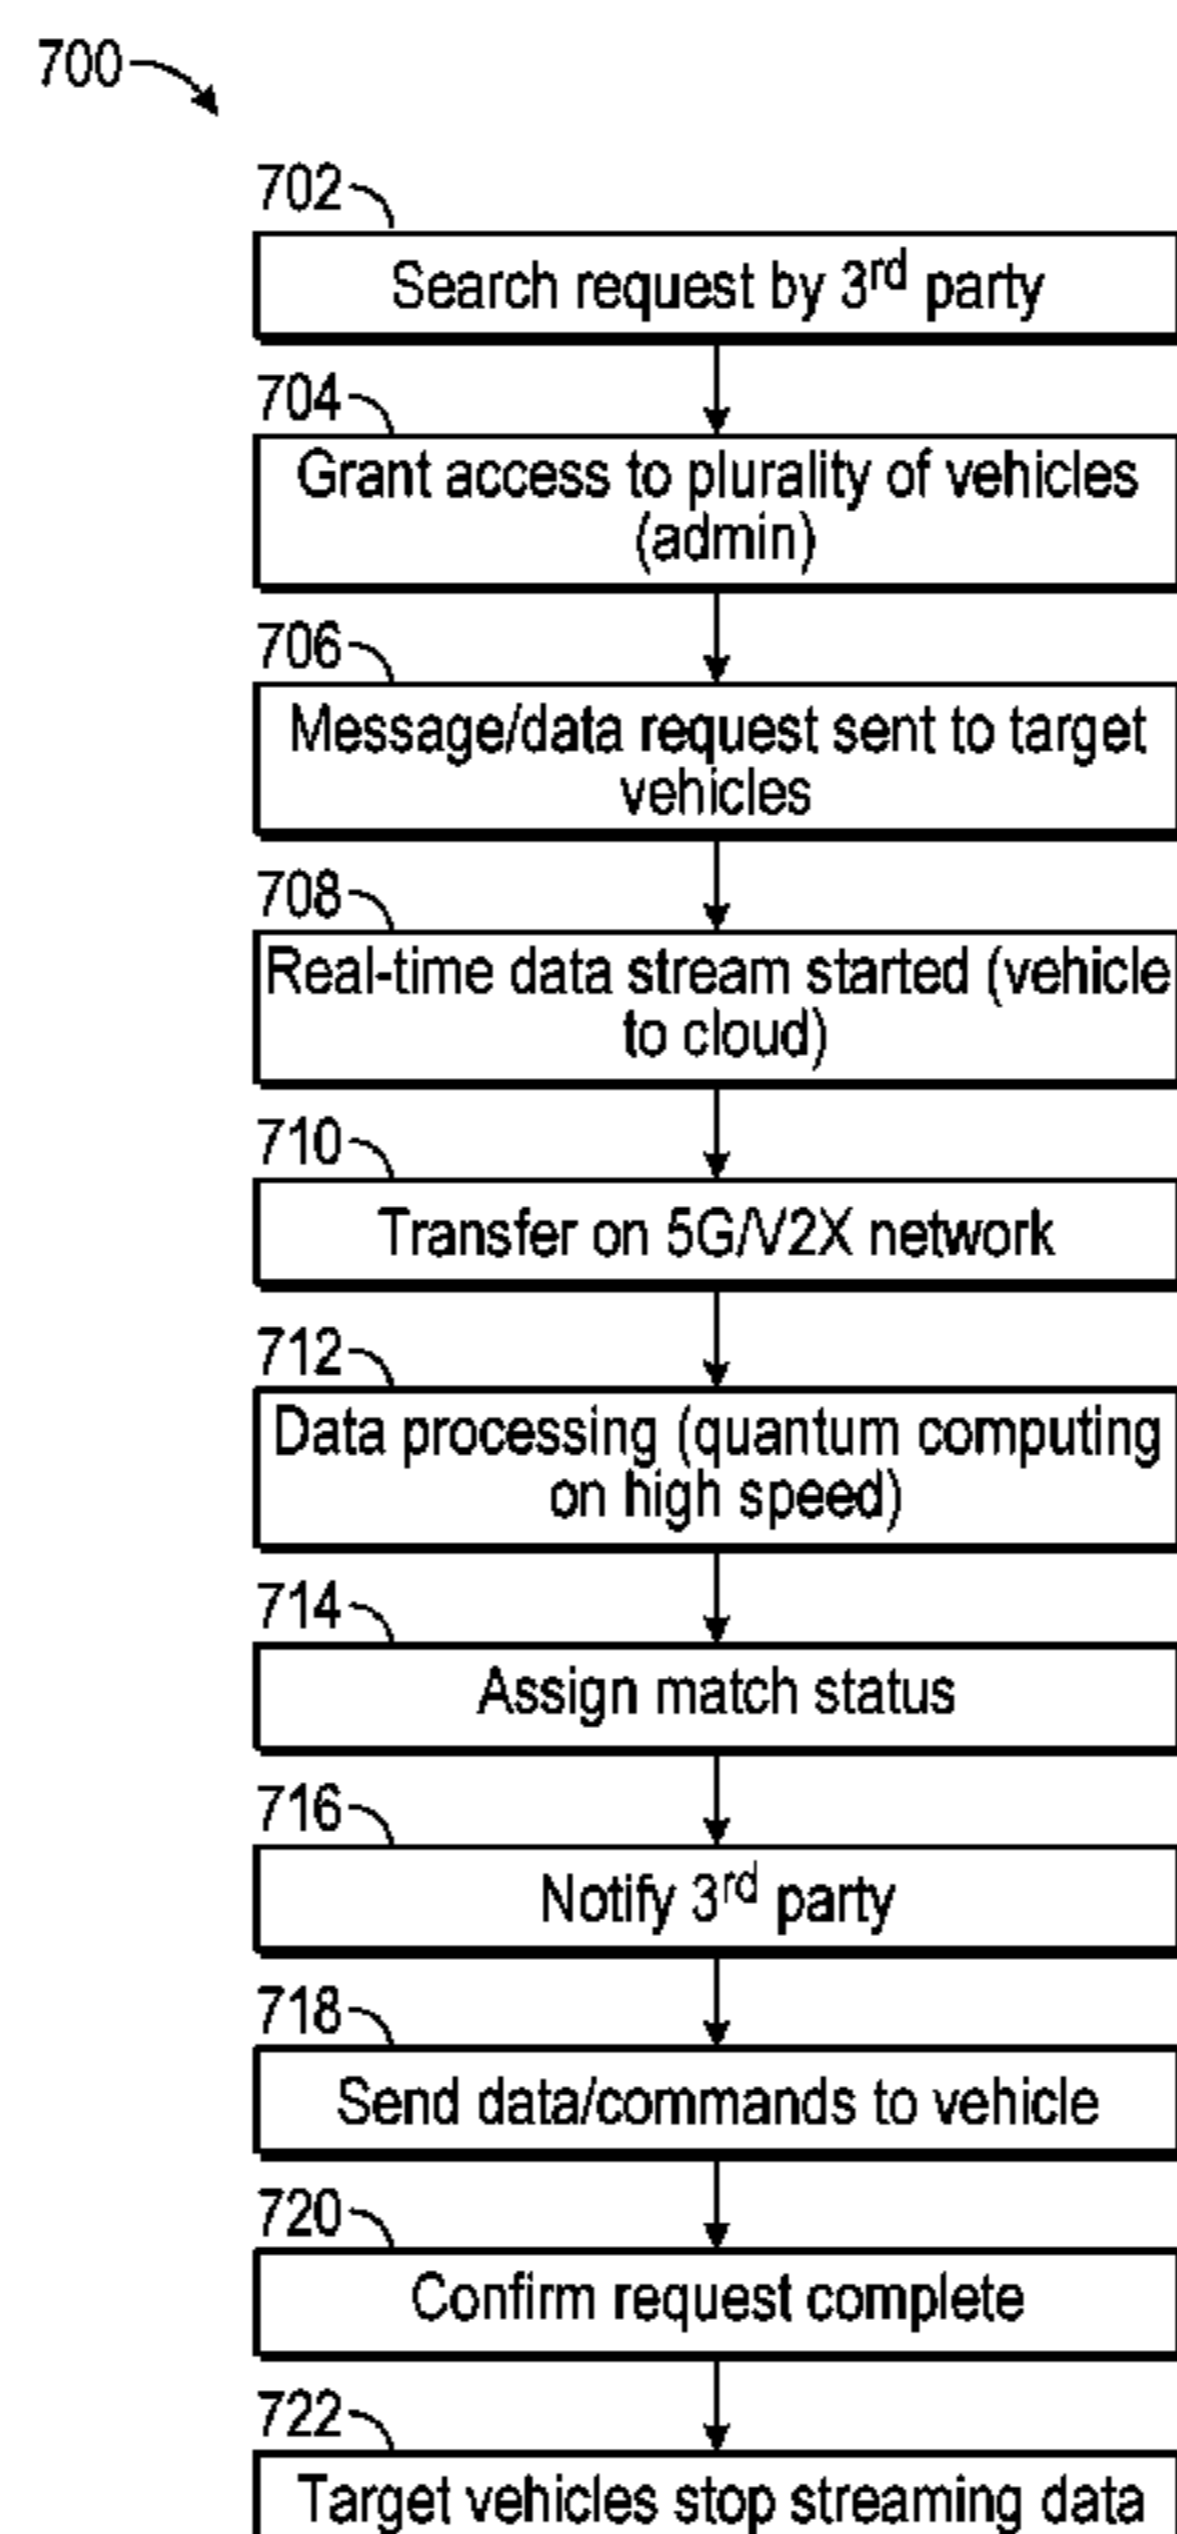 700
702
Search request by 3rd party
704
Grant access to plurality of vehicles
(admin)
706
Message/data request sent to target
vehicles
708
Real-time data stream started (vehicle
to cloud)
710
Transfer on 5G/V2X network
712
Data processing (quantum computing
on high speed)
714
Assign match status
716
Notify 3rd party
718
Send data/commands to vehicle
720
Confirm request complete
722
Target vehicles stop streaming data